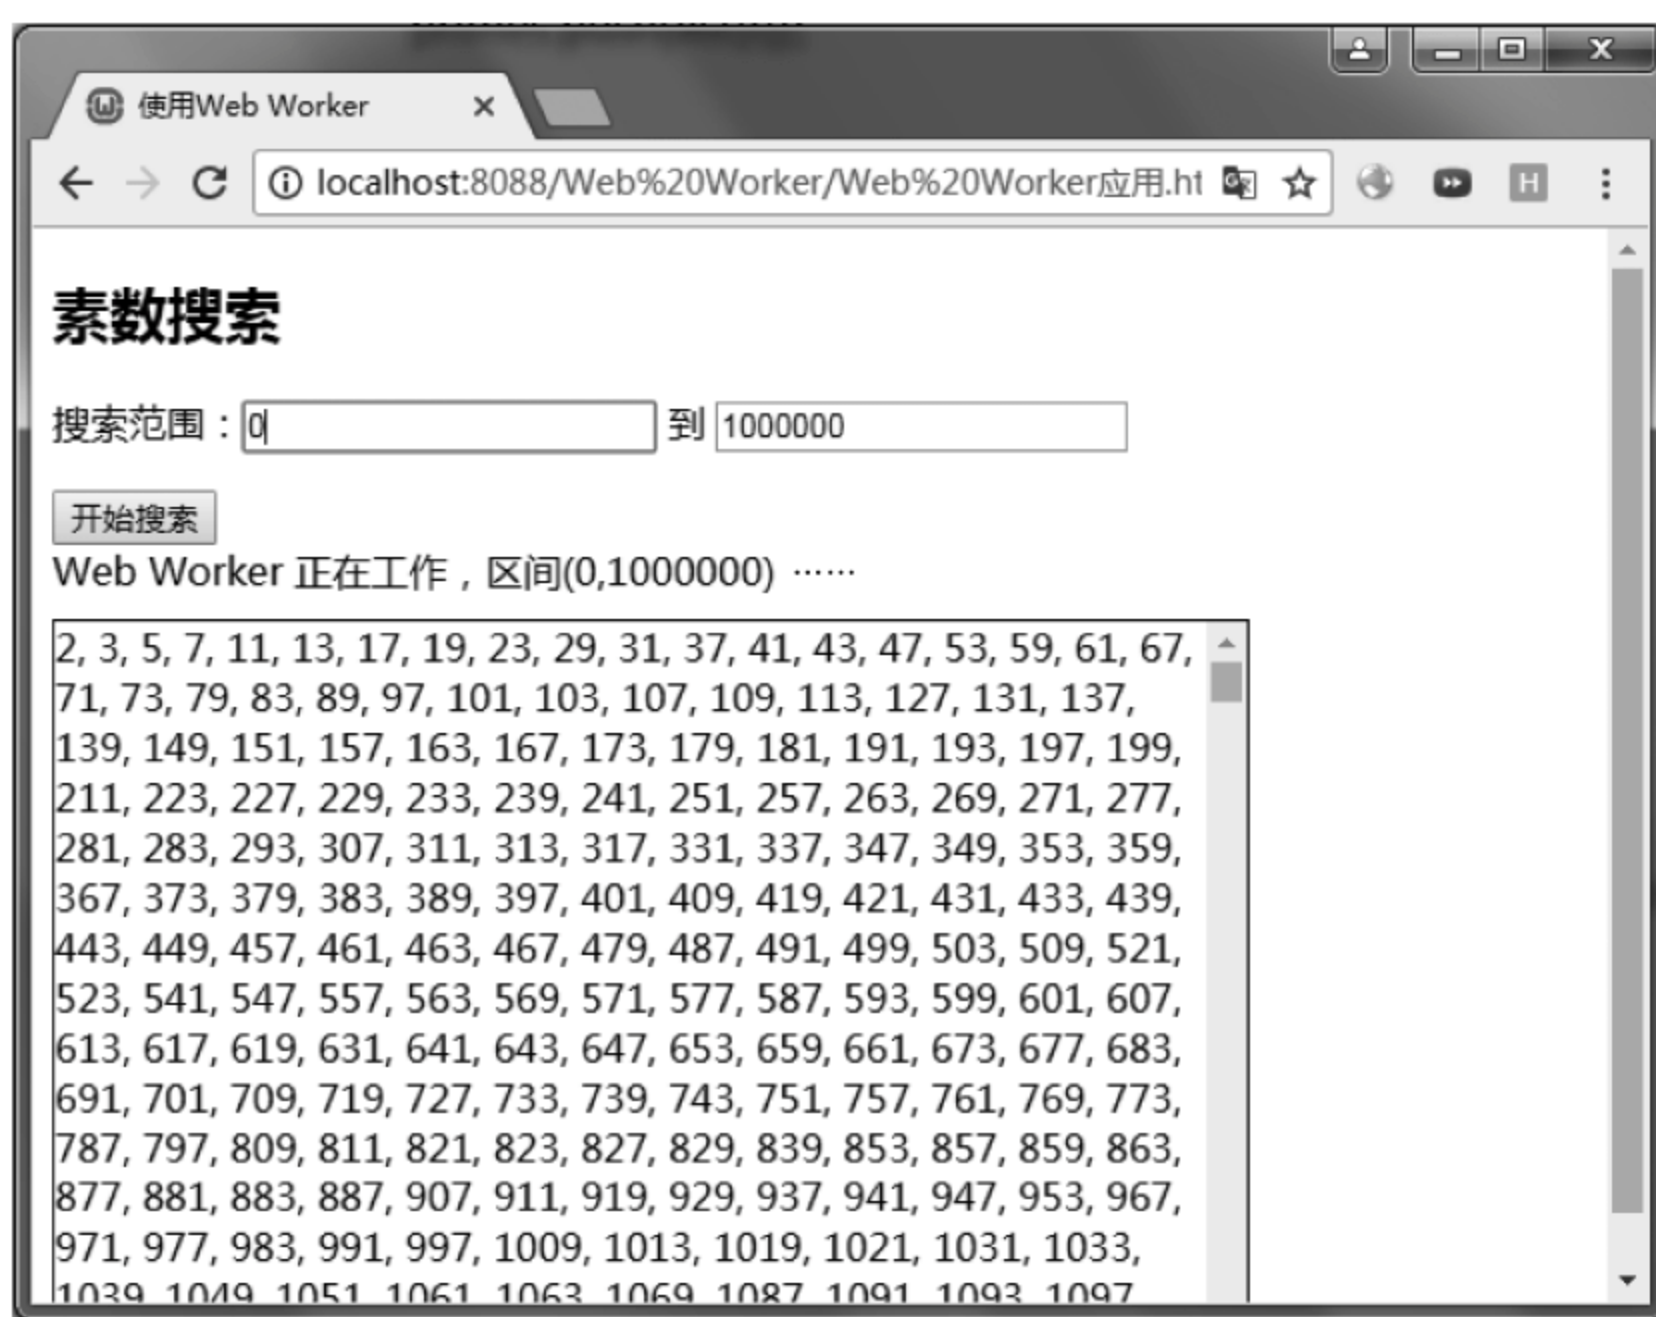 使用Web Worker
localhost:8088/Web%20Worker/Web%20Worker应用.ht
H
素数搜索
搜索范围：0 到 1000000
开始搜索
Web Worker 正在工作，区间(0,1000000) ……
2, 3, 5, 7, 11, 13, 17, 19, 23, 29, 31, 37, 41, 43, 47, 53, 59, 61, 67,
71, 73, 79, 83, 89, 97, 101, 103, 107, 109, 113, 127, 131, 137,
139, 149, 151, 157, 163, 167, 173, 179, 181, 191, 193, 197, 199,
211, 223, 227, 229, 233, 239, 241, 251, 257, 263, 269, 271, 277,
281, 283, 293, 307, 311, 313, 317, 331, 337, 347, 349, 353, 359,
367, 373, 379, 383, 389, 397, 401, 409, 419, 421, 431, 433, 439,
443, 449, 457, 461, 463, 467, 479, 487, 491, 499, 503, 509, 521,
523, 541, 547, 557, 563, 569, 571, 577, 587, 593, 599, 601, 607,
613, 617, 619, 631, 641, 643, 647, 653, 659, 661, 673, 677, 683,
691, 701, 709, 719, 727, 733, 739, 743, 751, 757, 761, 769, 773,
787, 797, 809, 811, 821, 823, 827, 829, 839, 853, 857, 859, 863,
877, 881, 883, 887, 907, 911, 919, 929, 937, 941, 947, 953, 967,
971, 977, 983, 991, 997, 1009, 1013, 1019, 1021, 1031, 1033,
1039, 1049, 1051, 1061, 1063, 1069, 1087, 1091, 1093, 1097